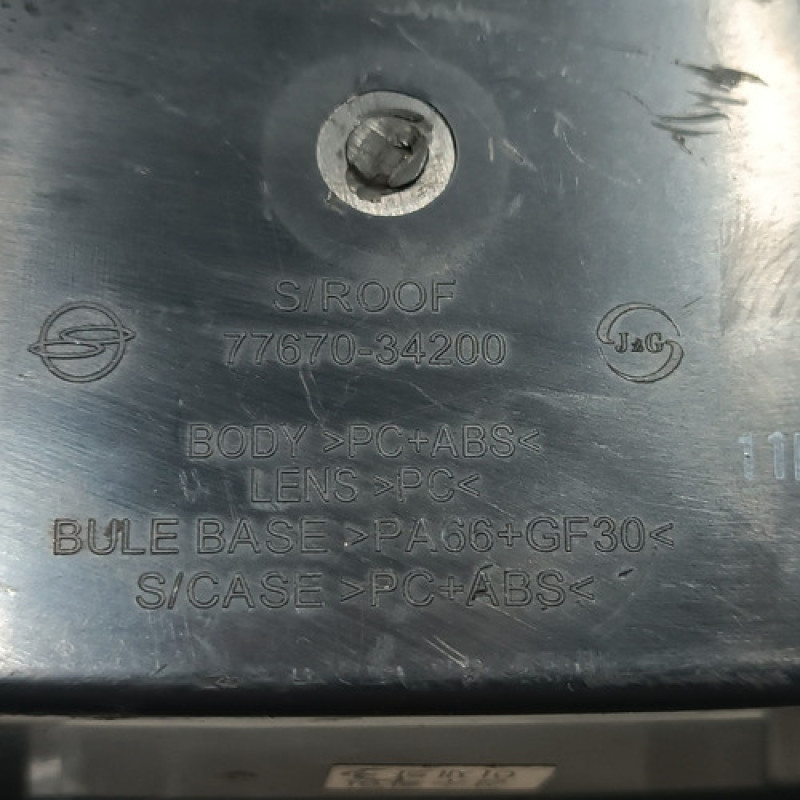 S/ROOF
77670-34200
J&G
BODY >PC+ABS<
LENS >PC<
BULE BASE >PA66+GF30<
S/CASE >PC+ABS<